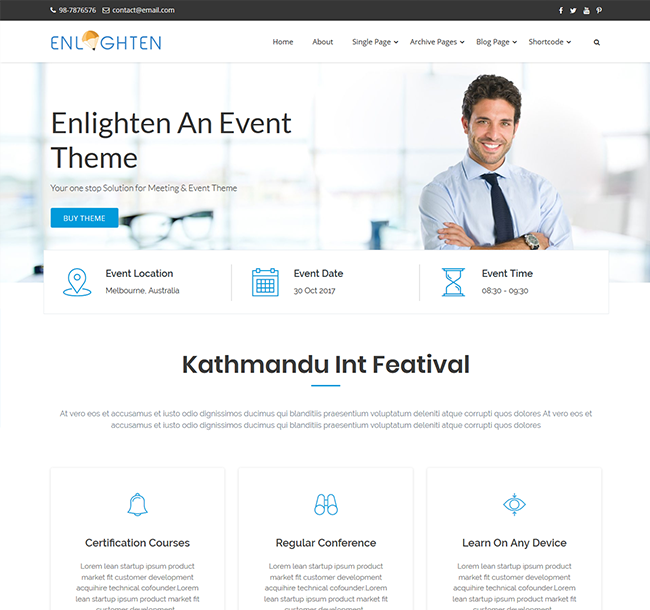 98-7876576 contact@email.com
ENLIGHTEN
Home About Single Page Archive Pages Blog Page Shortcode
Enlighten An Event
Theme
Your one stop Solution for Meeting & Event Theme
BUY THEME
Event Location
Melbourne, Australia
Event Date
30 Oct 2017
Event Time
08:30 - 09:30
Kathmandu Int Featival
At vero eos et accusamus et iusto odio dignissimos ducimus qui blanditiis praesentium voluptatum deleniti atque corrupti quos dolores At vero eos et
accusamus et iusto odio dignissimos ducimus qui blanditiis praesentium voluptatum deleniti atque corrupti quos dolores
Certification Courses
Lorem lean startup ipsum product
market fit customer development
acquihire technical cofounder.Lorem
lean startup ipsum product market
fit customer development
Regular Conference
Lorem lean startup ipsum product
market fit customer development
acquihire technical cofounder.Lorem
lean startup ipsum product market
fit customer development
Learn On Any Device
Lorem lean startup ipsum product
market fit customer development
acquihire technical cofounder.Lorem
lean startup ipsum product market
fit customer development